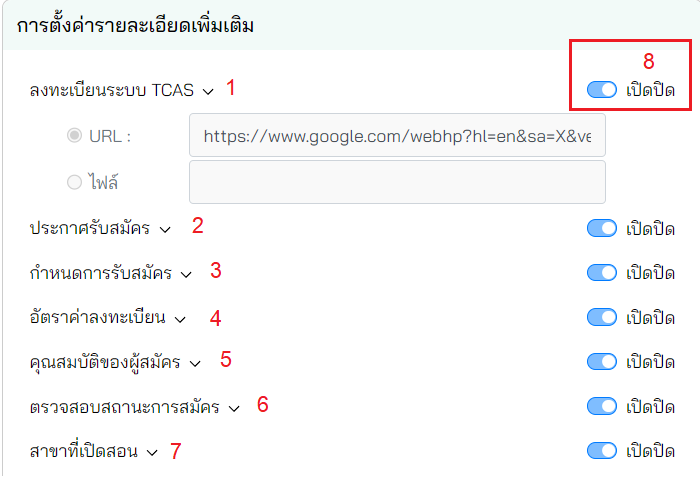 การตั้งค่ารายละเอียดเพิ่มเติม
8
ลงทะเบียนระบบ TCAS 1 เปิดปิด
URL : https://www.google.com/webhp?hl=en&sa=X&ve
ไฟล์
ประกาศรับสมัคร 2 เปิดปิด
กำหนดการรับสมัคร 3 เปิดปิด
อัตราค่าลงทะเบียน 4 เปิดปิด
คุณสมบัติของผู้สมัคร 5 เปิดปิด
ตรวจสอบสถานะการสมัคร 6 เปิดปิด
สาขาที่เปิดสอน 7 เปิดปิด